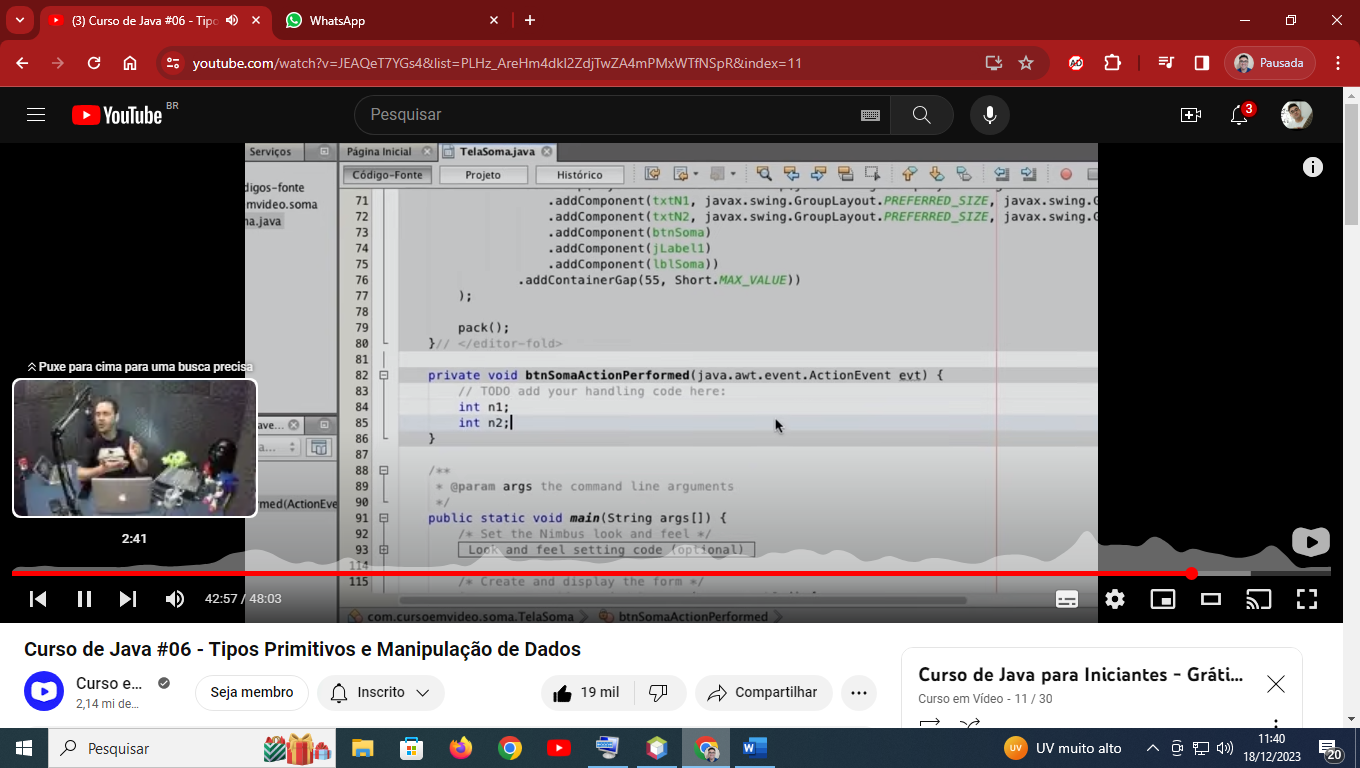 (3) Curso de Java #06 - Tipo
WhatsApp
youtube.com/watch?v=JEAQeT7YGs4&list=PLHz_AreHm4dkI2ZdjTwZA4mPMxWTfNSpR&index=11
Pausada
YouTube BR
Pesquisar
3
Serviços
Página Inicial
TelaSoma.java
Código-Fonte
Projeto
Histórico
digos-fonte
mvideo.soma
na.java
71 .addComponent(txtN1, javax.swing.GroupLayout.PREFERRED_SIZE, javax.swing.G
72 .addComponent(txtN2, javax.swing.GroupLayout.PREFERRED_SIZE, javax.swing.G
73 .addComponent(btnSoma)
74 .addComponent(jLabel1)
75 .addComponent(lblSoma))
76 .addContainerGap(55, Short.MAX_VALUE))
77 );
78
79 pack();
80 }// </editor-fold>
81
82 private void btnSomaActionPerformed(java.awt.event.ActionEvent evt) {
83 // TODO add your handling code here:
84 int n1;
85 int n2;
86 }
87
88 /**
89 * @param args the command line arguments
90 */
91 public static void main(String args[]) {
92 /* Set the Nimbus look and feel */
93 Look and feel setting code (optional)
114
115 /* Create and display the form */
ave...
a...
rmed(ActionEve
com.cursoemvideo.soma.TelaSoma
btnSomaActionPerformed
Puxe para cima para uma busca precisa
2:41
42:57 / 48:03
Curso de Java #06 - Tipos Primitivos e Manipulação de Dados
Curso e...
2,14 mi de...
Seja membro
Inscrito
19 mil
Compartilhar
Curso de Java para Iniciantes - Gráti...
Curso em Vídeo - 11 / 30
Pesquisar
UV
UV muito alto
11:40
18/12/2023
20